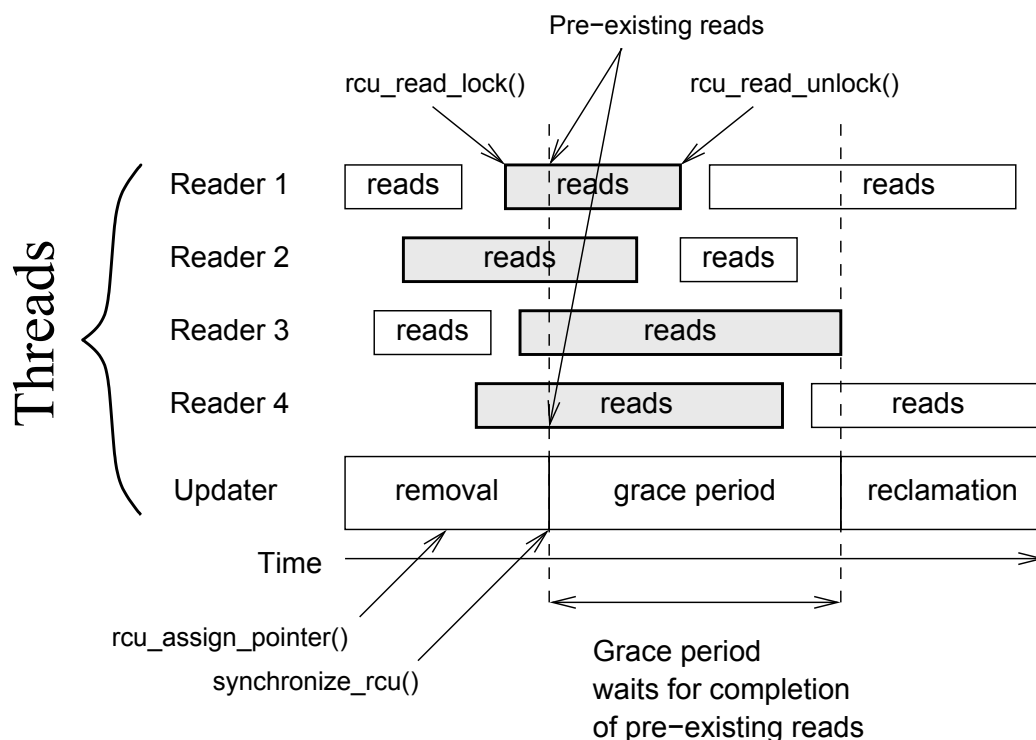 Pre−existing reads
rcu_read_lock()
rcu_read_unlock()
Threads
Reader 1
reads
reads
reads
Reader 2
reads
reads
Reader 3
reads
reads
Reader 4
reads
reads
Updater
removal
grace period
reclamation
Time
rcu_assign_pointer()
synchronize_rcu()
Grace period
waits for completion
of pre−existing reads